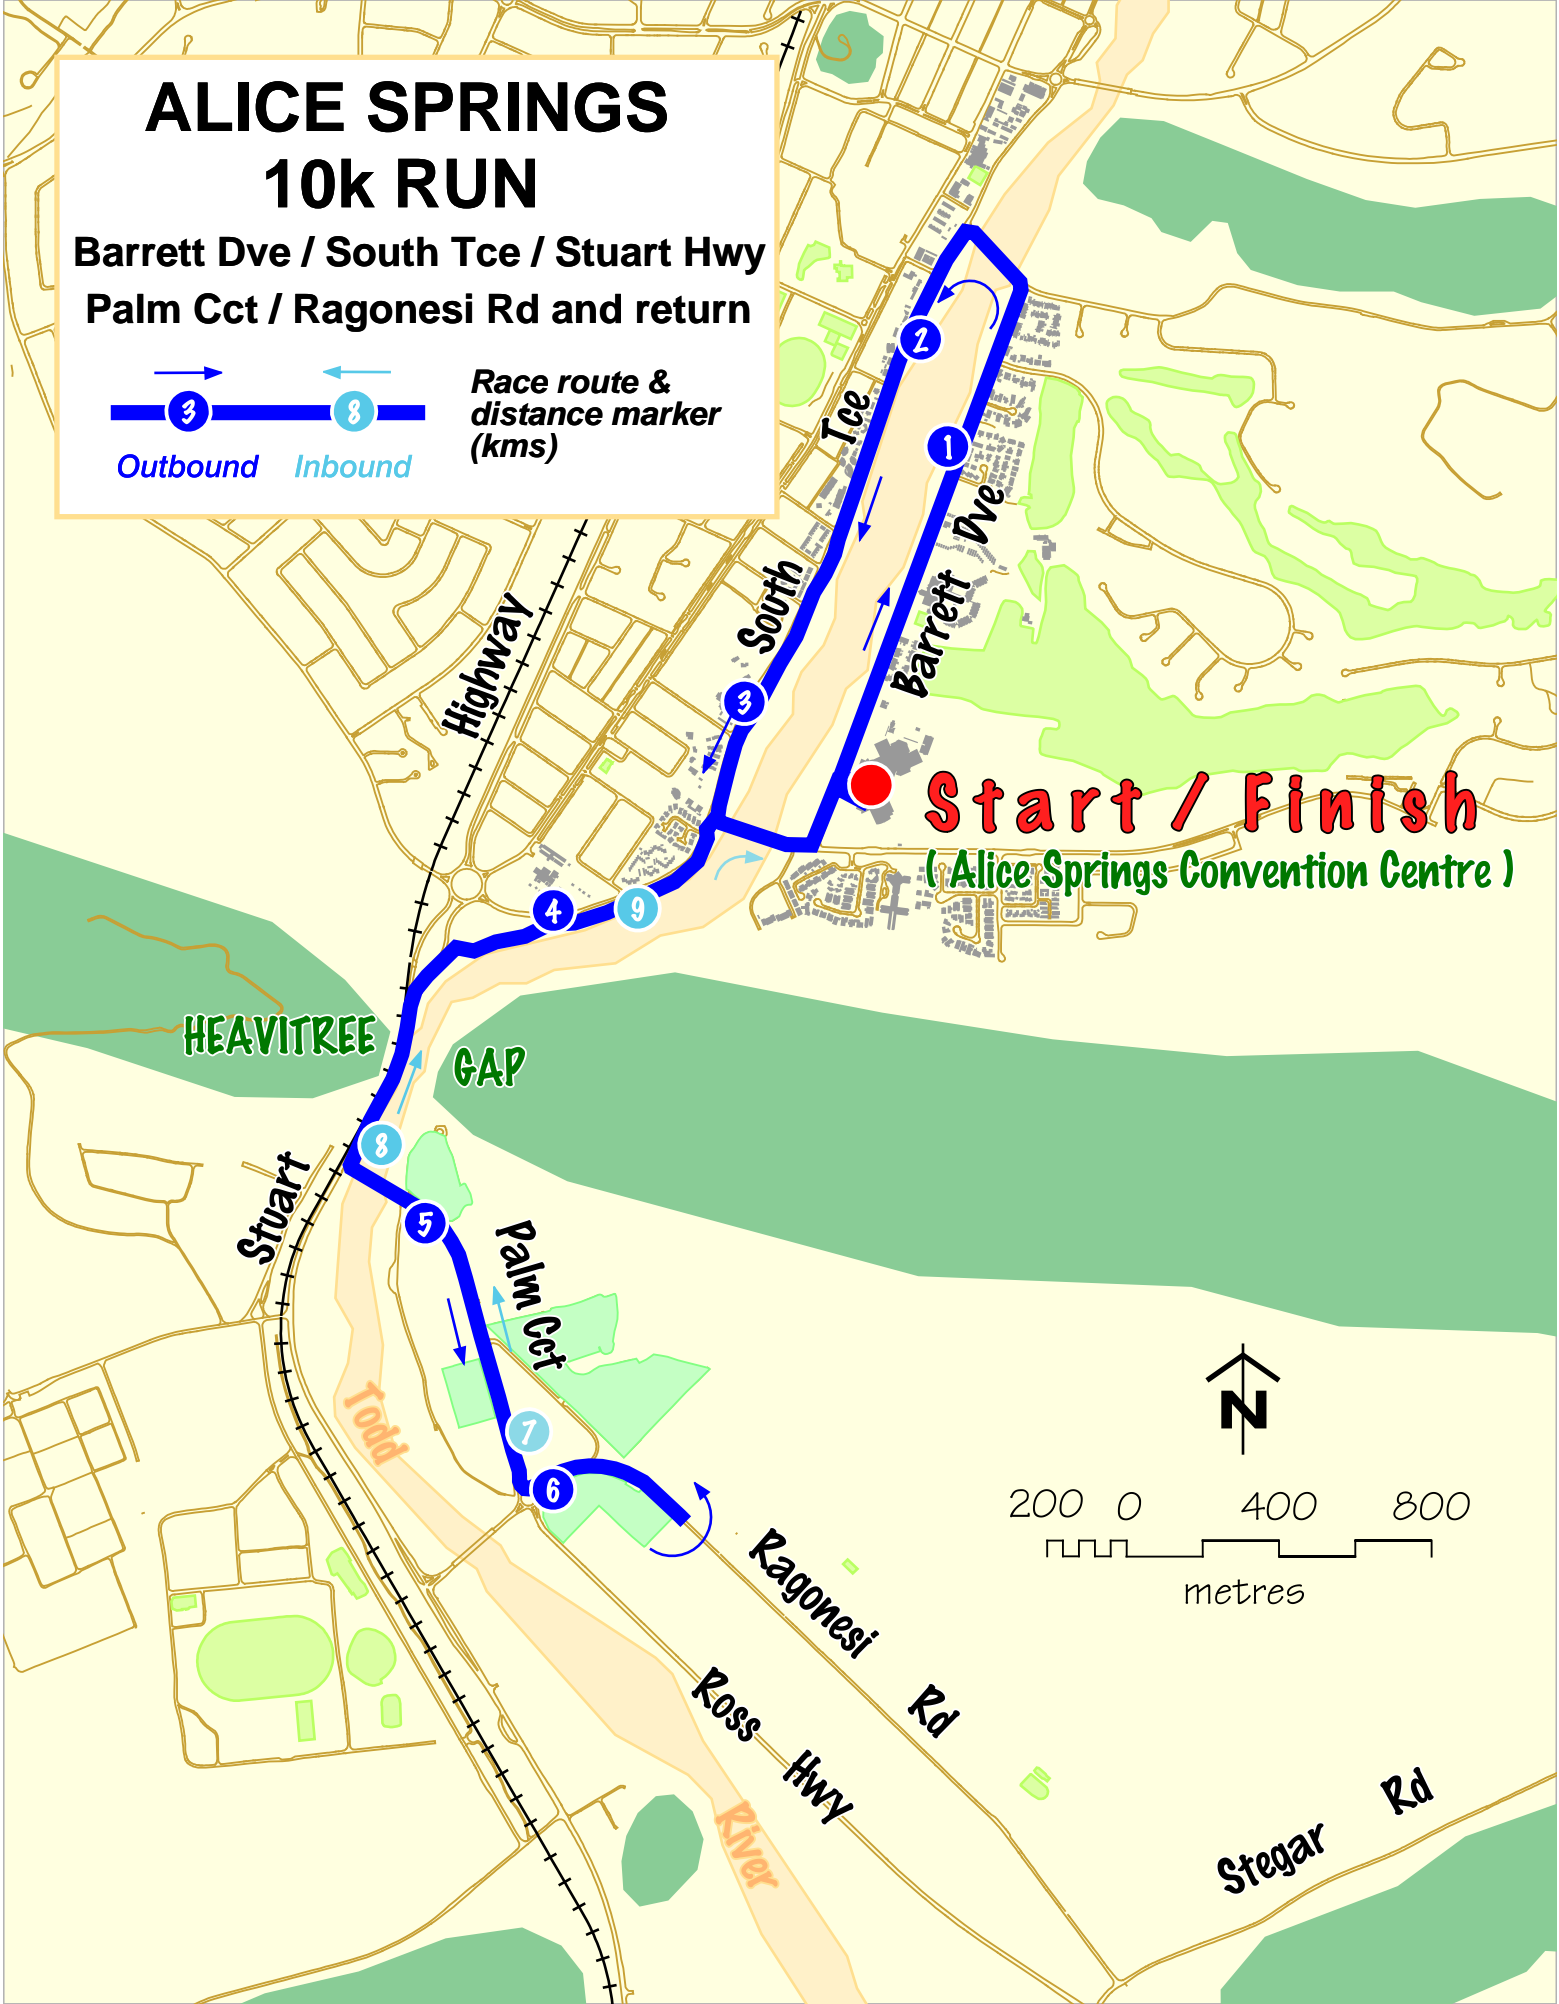 ALICE SPRINGS
10k RUN
Barrett Dve / South Tce / Stuart Hwy
Palm Cct / Ragonesi Rd and return
Race route &
distance marker
(kms)
3
8
Outbound
Inbound
2
1
Tce
Dve
South
Barrett
Highway
3
Start / Finish
( Alice Springs Convention Centre )
4
9
HEAVITREE
GAP
8
Stuart
5
Palm Cct
Todd
7
6
N
200 0 400 800
metres
Ragonesi
Rd
Ross
Hwy
River
Stegar
Rd